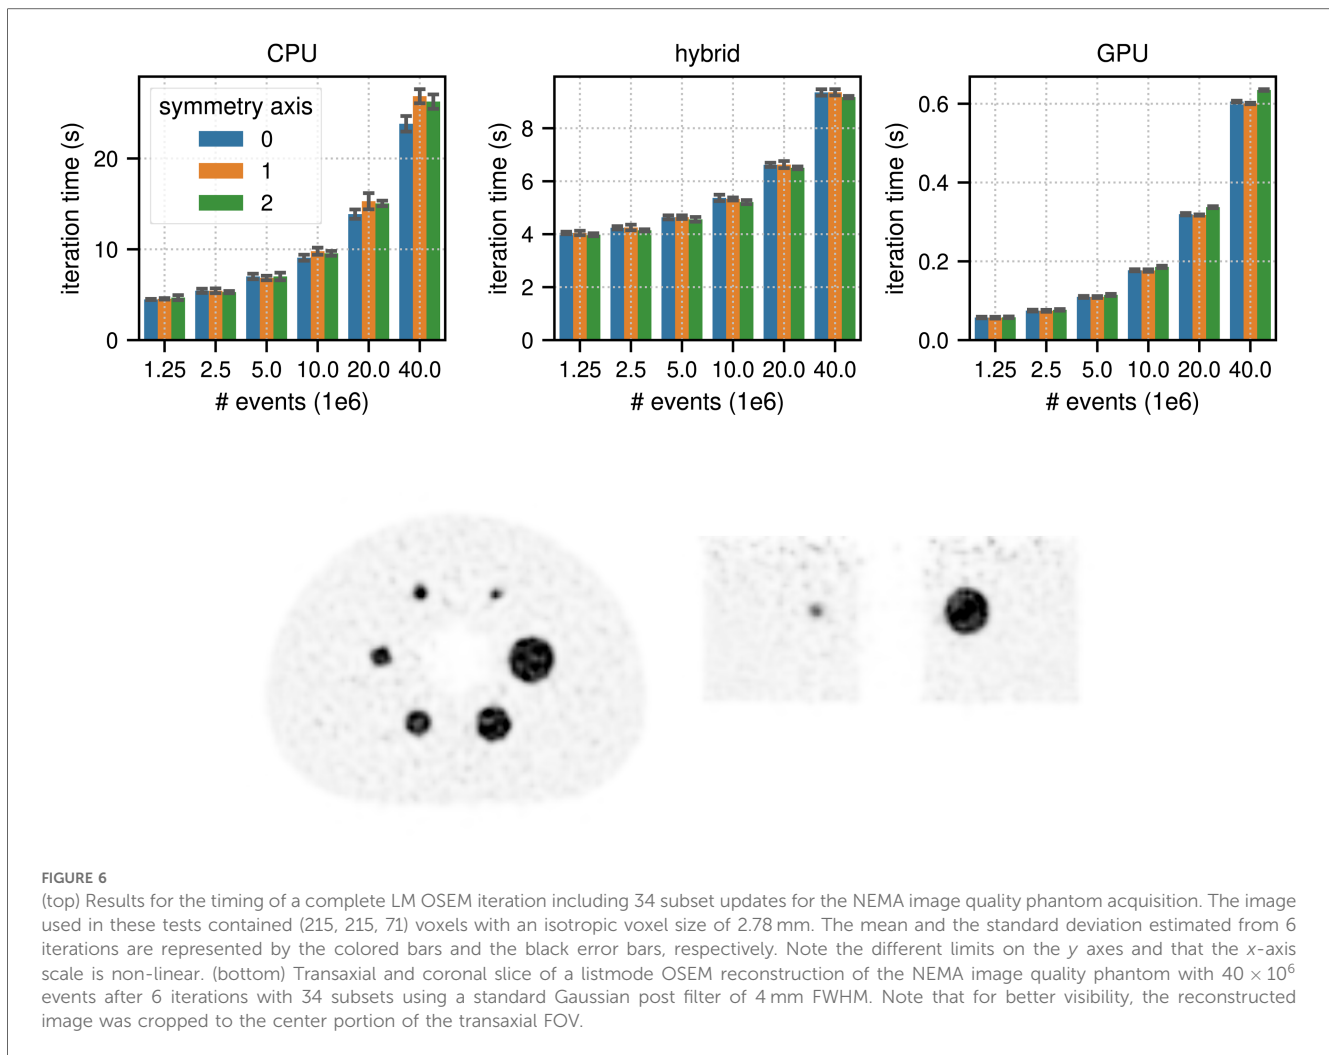 CPU
hybrid
GPU
iteration time (s)
20
10
0
symmetry axis
0
1
2
1.25 2.5 5.0 10.0 20.0 40.0
# events (1e6)
iteration time (s)
8
6
4
2
0
1.25 2.5 5.0 10.0 20.0 40.0
# events (1e6)
iteration time (s)
0.6
0.4
0.2
0.0
1.25 2.5 5.0 10.0 20.0 40.0
# events (1e6)
FIGURE 6
(top) Results for the timing of a complete LM OSEM iteration including 34 subset updates for the NEMA image quality phantom acquisition. The image
used in these tests contained (215, 215, 71) voxels with an isotropic voxel size of 2.78 mm. The mean and the standard deviation estimated from 6
iterations are represented by the colored bars and the black error bars, respectively. Note the different limits on the y axes and that the x-axis
scale is non-linear. (bottom) Transaxial and coronal slice of a listmode OSEM reconstruction of the NEMA image quality phantom with 40 × 10⁶
events after 6 iterations with 34 subsets using a standard Gaussian post filter of 4 mm FWHM. Note that for better visibility, the reconstructed
image was cropped to the center portion of the transaxial FOV.